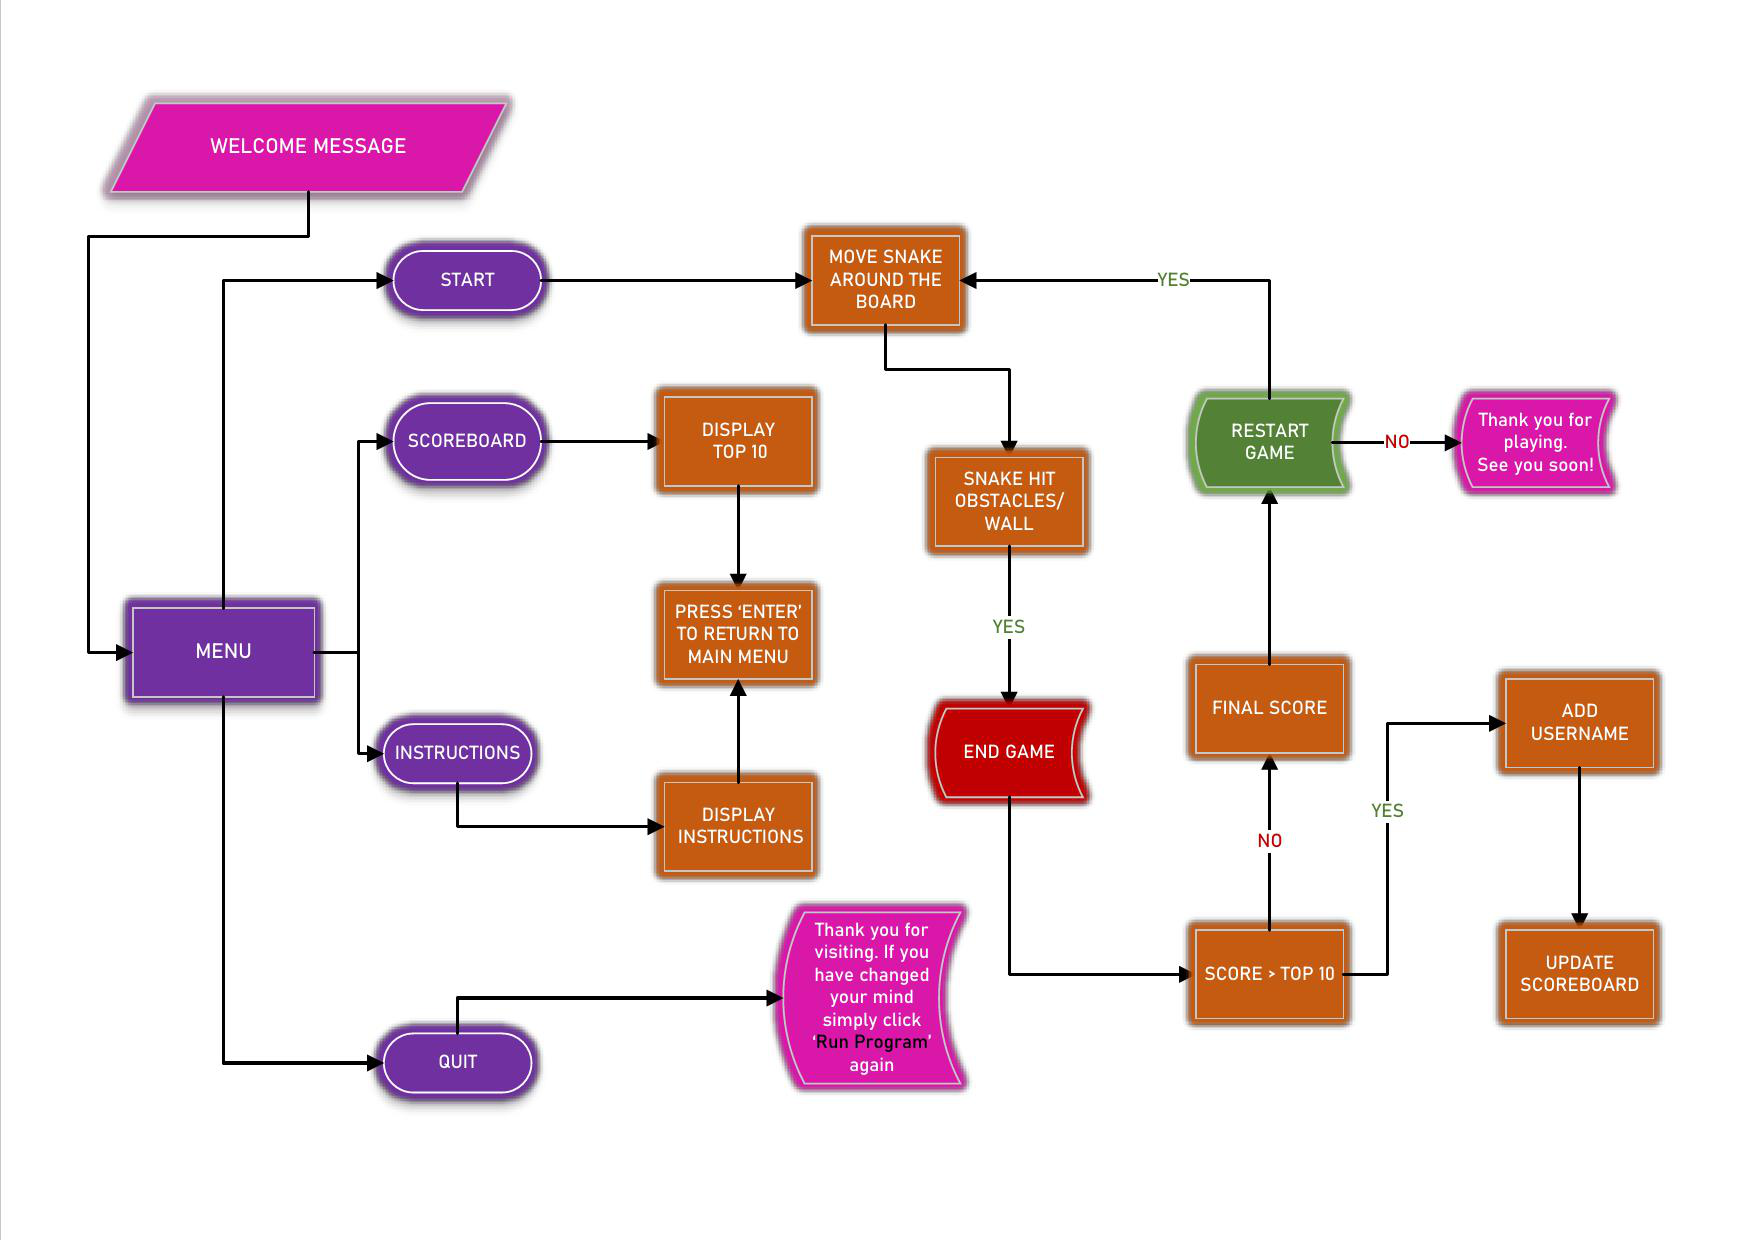 WELCOME MESSAGE
START
MOVE SNAKE
AROUND THE
BOARD
YES
SCOREBOARD
DISPLAY
TOP 10
RESTART
GAME
NO
Thank you for
playing.
See you soon!
SNAKE HIT
OBSTACLES/
WALL
PRESS ‘ENTER’
TO RETURN TO
MAIN MENU
YES
MENU
INSTRUCTIONS
DISPLAY
INSTRUCTIONS
END GAME
FINAL SCORE
ADD
USERNAME
YES
NO
SCORE > TOP 10
UPDATE
SCOREBOARD
Thank you for
visiting. If you
have changed
your mind
simply click
‘Run Program’
again
QUIT